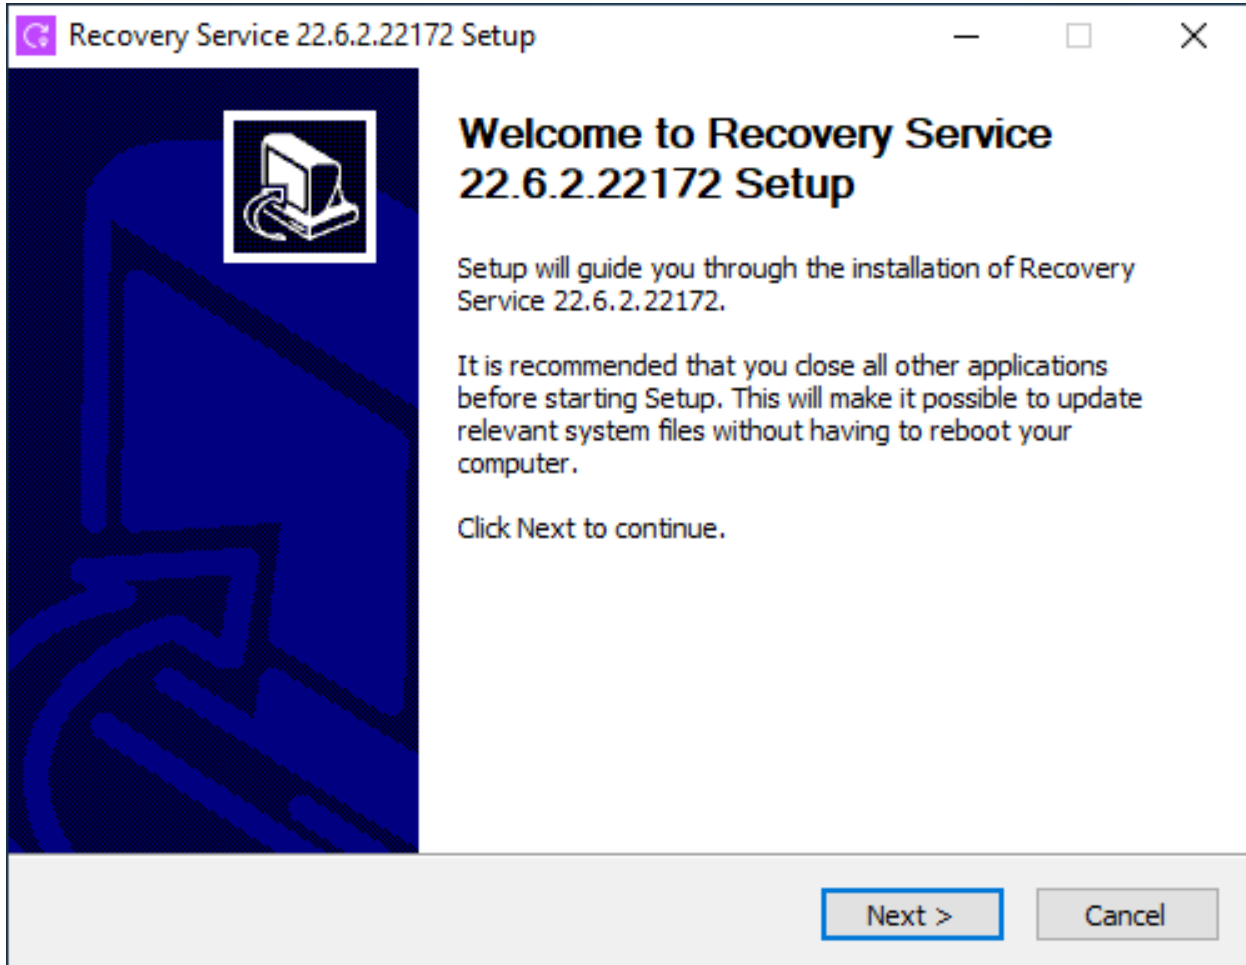 Recovery Service 22.6.2.22172 Setup
Welcome to Recovery Service
22.6.2.22172 Setup
Setup will guide you through the installation of Recovery
Service 22.6.2.22172.
It is recommended that you close all other applications
before starting Setup. This will make it possible to update
relevant system files without having to reboot your
computer.
Click Next to continue.
Next >
Cancel